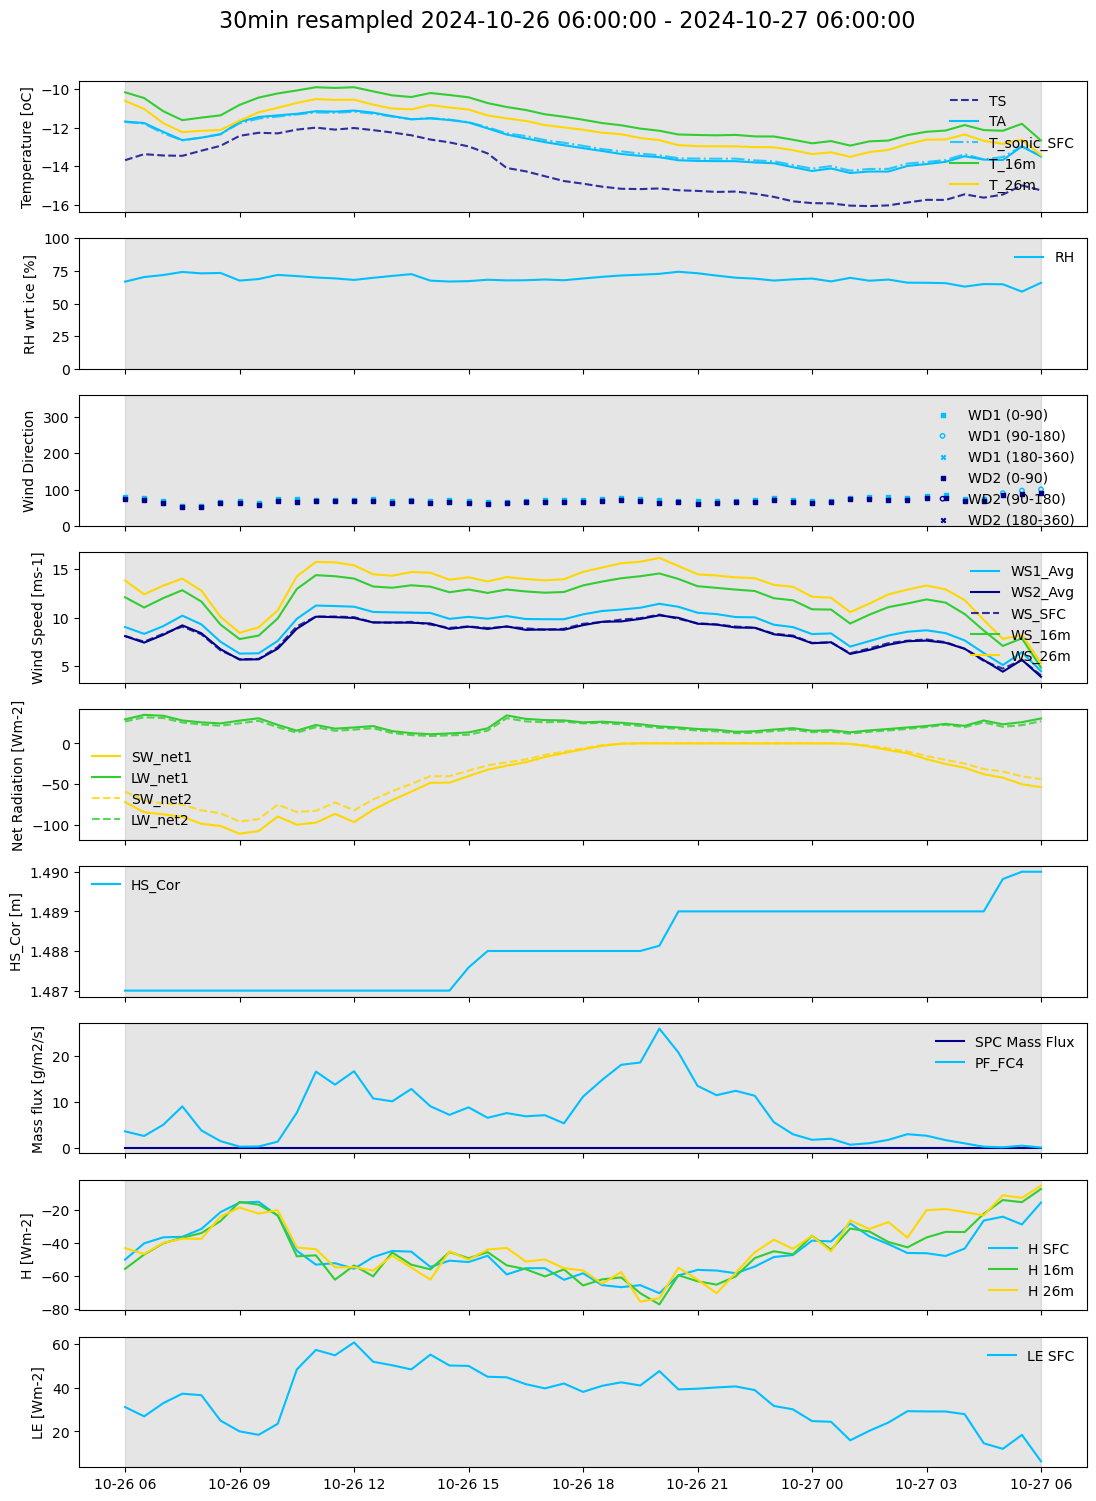 30min resampled 2024-10-26 06:00:00 - 2024-10-27 06:00:00
Temperature [oC]
−10
−12
−14
−16
TS
TA
T_sonic_SFC
T_16m
T_26m
RH wrt ice [%]
100
75
50
25
0
RH
Wind Direction
300
200
100
0
WD1 (0-90)
WD1 (90-180)
WD1 (180-360)
WD2 (0-90)
WD2 (90-180)
WD2 (180-360)
Wind Speed [ms-1]
15
10
5
WS1_Avg
WS2_Avg
WS_SFC
WS_16m
WS_26m
Net Radiation [Wm-2]
0
−50
−100
SW_net1
LW_net1
SW_net2
LW_net2
HS_Cor [m]
1.490
1.489
1.488
1.487
HS_Cor
Mass flux [g/m2/s]
20
10
0
SPC Mass Flux
PF_FC4
H [Wm-2]
−20
−40
−60
−80
H SFC
H 16m
H 26m
LE [Wm-2]
60
40
20
LE SFC
10-26 06 10-26 09 10-26 12 10-26 15 10-26 18 10-26 21 10-27 00 10-27 03 10-27 06